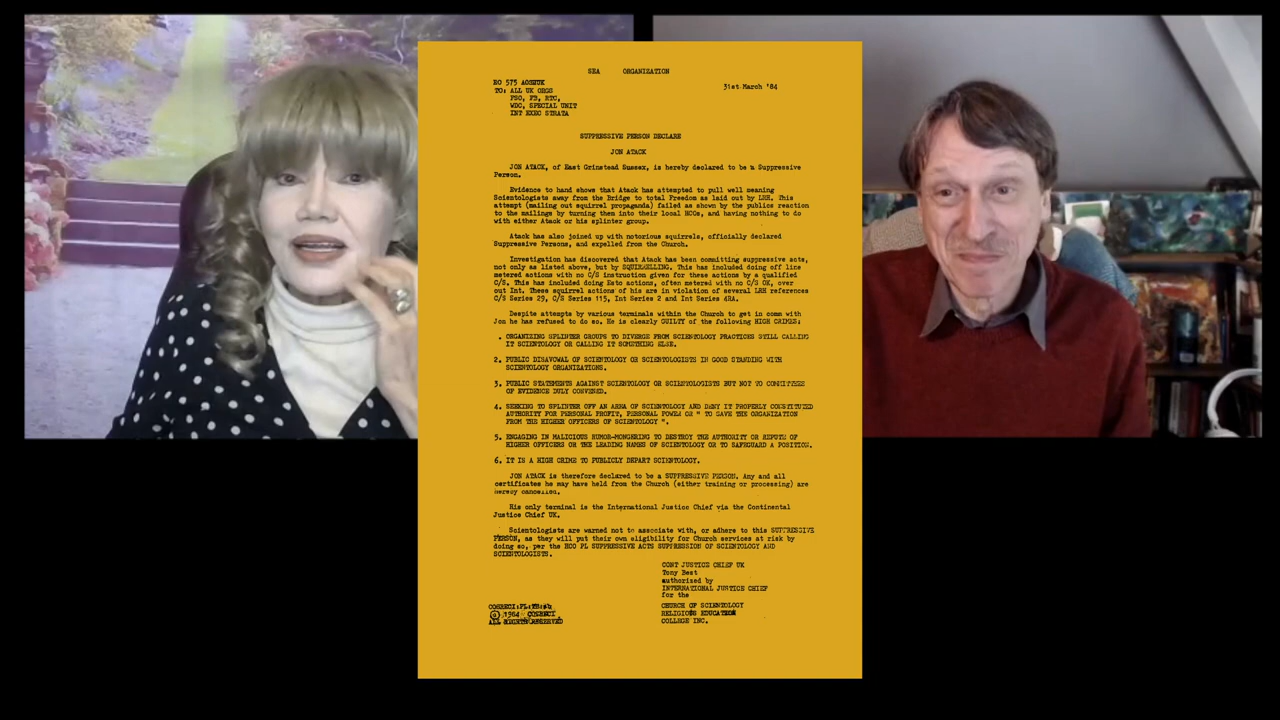 SEA ORGANIZATION
EO 575 AOSHUK
31st March '84
TO: ALL UK ORGS
FSO, FB, RTC,
WDC, SPECIAL UNIT
INT EXEC STRATA
SUPPRESSIVE PERSON DECLARE
JON ATACK
JON ATACK, of East Grinstead Sussex, is hereby declared to be a Suppressive
Person.
Evidence to hand shows that Atack has attempted to pull well meaning
Scientologists away from the Bridge to total Freedom as laid out by LRH. This
attempt (mailing out squirrel propaganda) failed as shown by the publics reaction
to the mailings by turning them into their local HCOs, and having nothing to do
with either Atack or his splinter group.
Atack has also joined up with notorious squirrels, officially declared
Suppressive Persons, and expelled from the Church.
Investigation has discovered that Atack has been committing suppressive acts,
not only as listed above, but by SQUIRRELLING. This has included doing off line
metered actions with no C/S instruction given for these actions by a qualified
C/S. This has included doing Esto actions, often metered with no C/S OK, over
out Int. These squirrel actions of his are in violation of several LRH references
C/S Series 29, C/S Series 115, Int Series 2 and Int Series 4RA.
Despite attempts by various terminals within the Church to get in comm with
Jon he has refused to do so. He is clearly GUILTY of the following HIGH CRIMES:
. ORGANIZING SPLINTER GROUPS TO DIVERGE FROM SCIENTOLOGY PRACTICES STILL CALLING
IT SCIENTOLOGY OR CALLING IT SOMETHING ELSE.
2. PUBLIC DISAVOWAL OF SCIENTOLOGY OR SCIENTOLOGISTS IN GOOD STANDING WITH
SCIENTOLOGY ORGANIZATIONS.
3. PUBLIC STATEMENTS AGAINST SCIENTOLOGY OR SCIENTOLOGISTS BUT NOT TO COMMITTEES
OF EVIDENCE DULY CONVENED.
4. SEEKING TO SPLINTER OFF AN AREA OF SCIENTOLOGY AND DENY IT PROPERLY CONSTITUTED
AUTHORITY FOR PERSONAL PROFIT, PERSONAL POWER OR " TO SAVE THE ORGANIZATION
FROM THE HIGHER OFFICERS OF SCIENTOLOGY ".
5. ENGAGING IN MALICIOUS RUMOR-MONGERING TO DESTROY THE AUTHORITY OR REPUTE OF
HIGHER OFFICERS OR THE LEADING NAMES OF SCIENTOLOGY OR TO SAFEGUARD A POSITION.
6. IT IS A HIGH CRIME TO PUBLICLY DEPART SCIENTOLOGY.
JON ATACK is therefore declared to be a SUPPRESSIVE PERSON. Any and all
certificates he may have held from the Church (either training or processing) are
hereby cancelled.
His only terminal is the International Justice Chief via the Continental
Justice Chief UK.
Scientologists are warned not to associate with, or adhere to this SUPPRESSIVE
PERSON, as they will put their own eligibility for Church services at risk by
doing so, per the HCO PL SUPPRESSIVE ACTS SUPPRESSION OF SCIENTOLOGY AND
SCIENTOLOGISTS.
CONT JUSTICE CHIEF UK
Tony Best
authorized by
INTERNATIONAL JUSTICE CHIEF
for the
CHURCH OF SCIENTOLOGY
RELIGIOUS EDUCATION
COLLEGE INC.
© 1984 COSRECI
ALL RIGHTS RESERVED